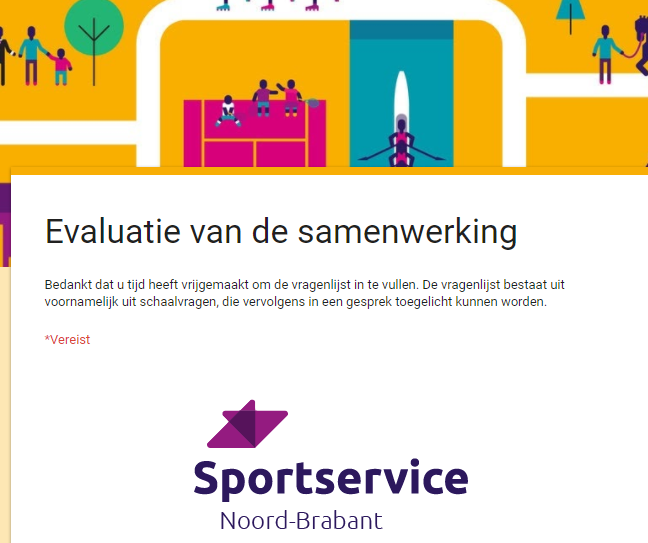 Evaluatie van de samenwerking
Bedankt dat u tijd heeft vrijgemaakt om de vragenlijst in te vullen. De vragenlijst bestaat uit
voornamelijk uit schaalvragen, die vervolgens in een gesprek toegelicht kunnen worden.
*Vereist
Sportservice
Noord-Brabant